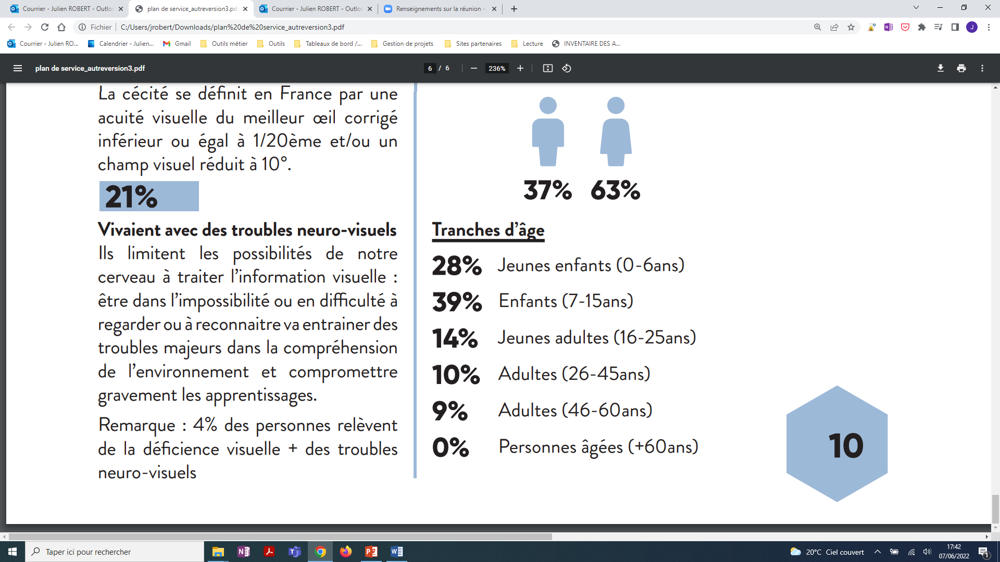 Courrier - Julien ROBERT - Outlo
plan de service_autreversion3.pdf
Courrier - Julien ROBERT - Outlo
Renseignements sur la réunion -
Fichier
C:/Users/jrobert/Downloads/plan%20de%20service_autreversion3.pdf
J
Courrier - Julien RO...
Calendrier - Julien...
Gmail
Outils métier
Outils
Tableaux de bord /...
Gestion de projets
Sites partenaires
Lecture
INVENTAIRE DES A...
plan de service_autreversion3.pdf
6 / 6
236%
La cécité se définit en France par une
acuité visuelle du meilleur œil corrigé
inférieur ou égal à 1/20ème et/ou un
champ visuel réduit à 10°.
21%
Vivaient avec des troubles neuro-visuels
Ils limitent les possibilités de notre
cerveau à traiter l'information visuelle :
être dans l'impossibilité ou en difficulté à
regarder ou à reconnaitre va entrainer des
troubles majeurs dans la compréhension
de l'environnement et compromettre
gravement les apprentissages.
Remarque : 4% des personnes relèvent
de la déficience visuelle + des troubles
neuro-visuels
37% 63%
Tranches d'âge
28% Jeunes enfants (0-6ans)
39% Enfants (7-15ans)
14% Jeunes adultes (16-25ans)
10% Adultes (26-45ans)
9% Adultes (46-60ans)
0% Personnes âgées (+60ans)
10
Taper ici pour rechercher
20°C Ciel couvert
17:42
07/06/2022
1